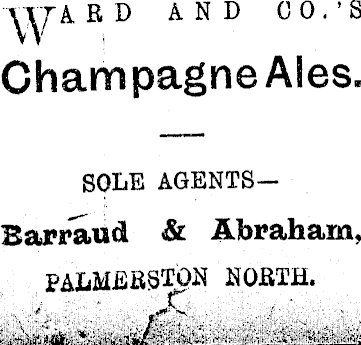 WARD AND CO.'S
Champagne Ales.
SOLE AGENTS—
Barraud & Abraham,
PALMERSTON NORTH.